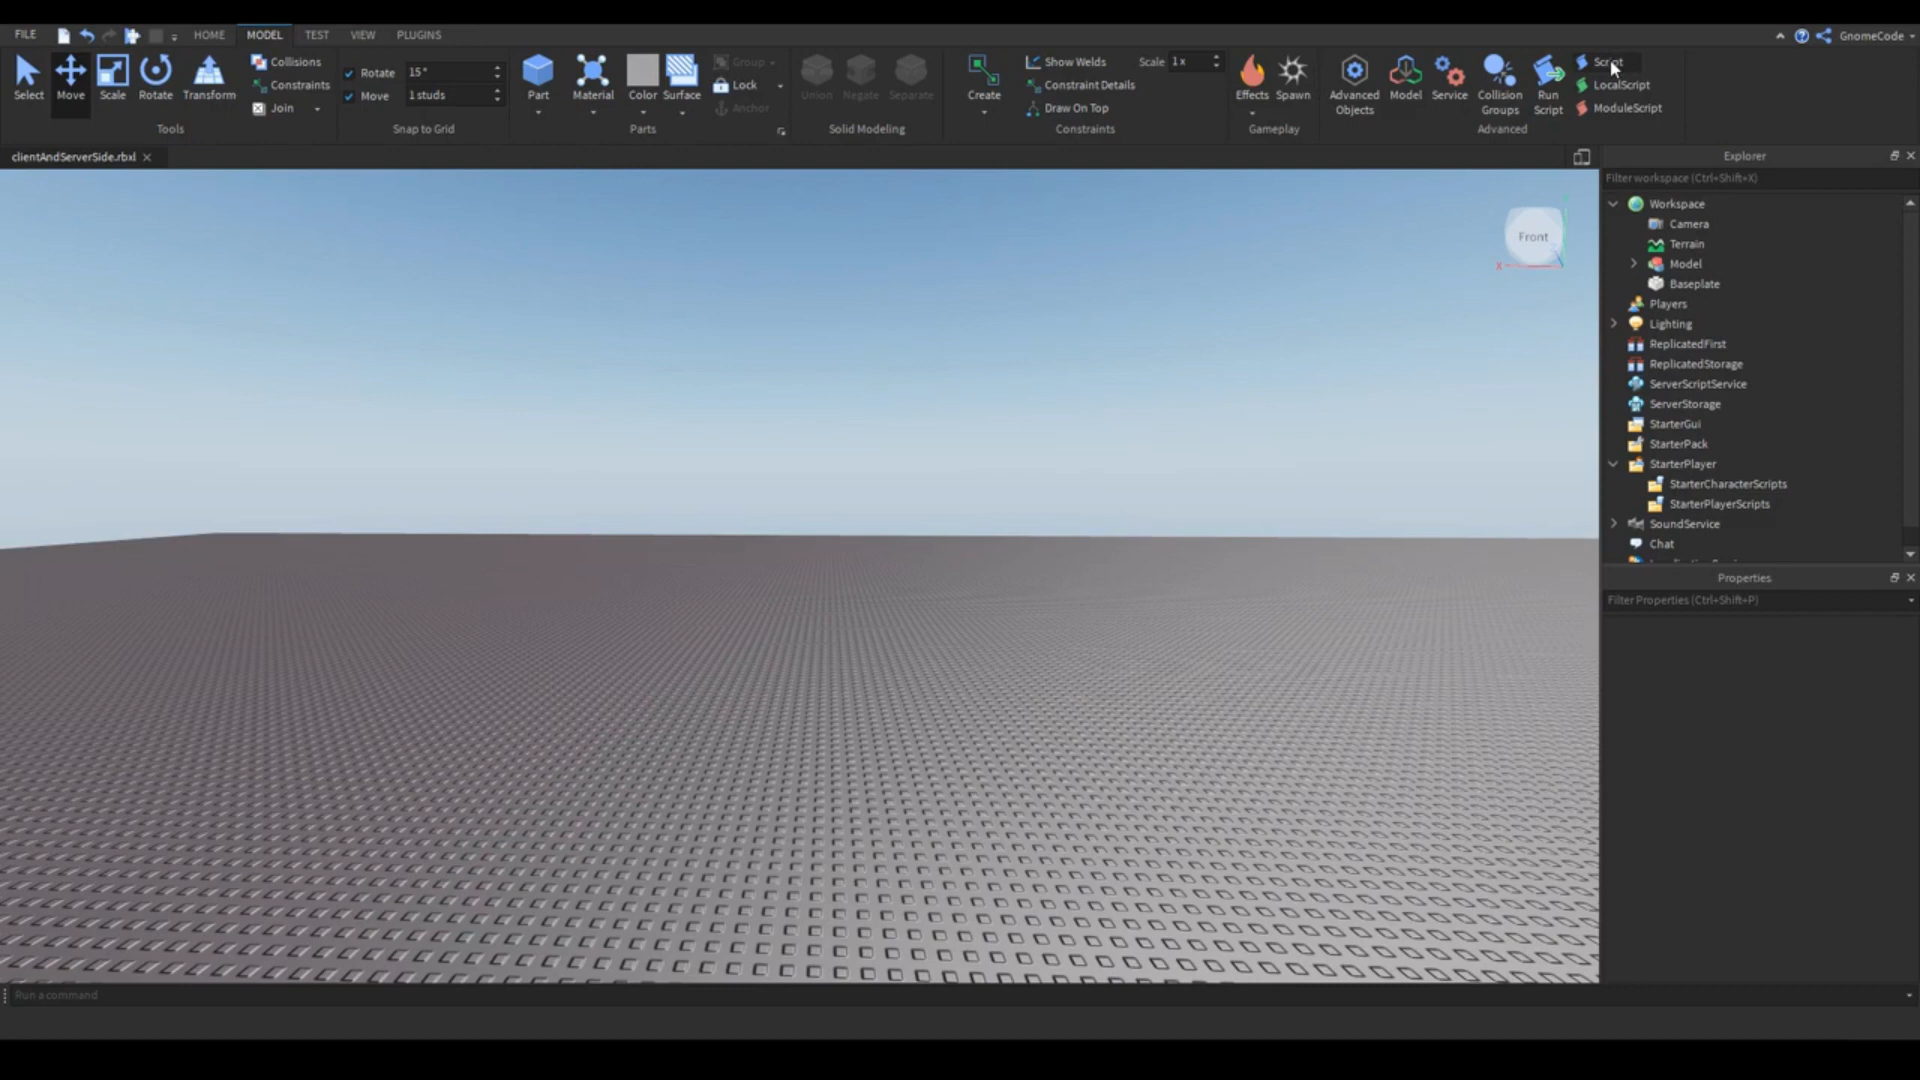 FILE HOME MODEL TEST VIEW PLUGINS GnomeCode
Select Move Scale Rotate Transform
Collisions
Constraints
Join
Tools
Rotate 15°
Move 1 studs
Snap to Grid
Part Material Color Surface
Group
Lock
Anchor
Parts
Union Negate Separate
Solid Modeling
Create
Show Welds Scale 1 x
Constraint Details
Draw On Top
Constraints
Effects Spawn
Gameplay
Advanced
Objects
Model Service
Collision
Groups
Run
Script
Script
LocalScript
ModuleScript
Advanced
clientAndServerSide.rbxl
Front
X
Explorer
Filter workspace (Ctrl+Shift+X)
Workspace
Camera
Terrain
Model
Baseplate
Players
Lighting
ReplicatedFirst
ReplicatedStorage
ServerScriptService
ServerStorage
StarterGui
StarterPack
StarterPlayer
StarterCharacterScripts
StarterPlayerScripts
SoundService
Chat
Properties
Filter Properties (Ctrl+Shift+P)
Run a command